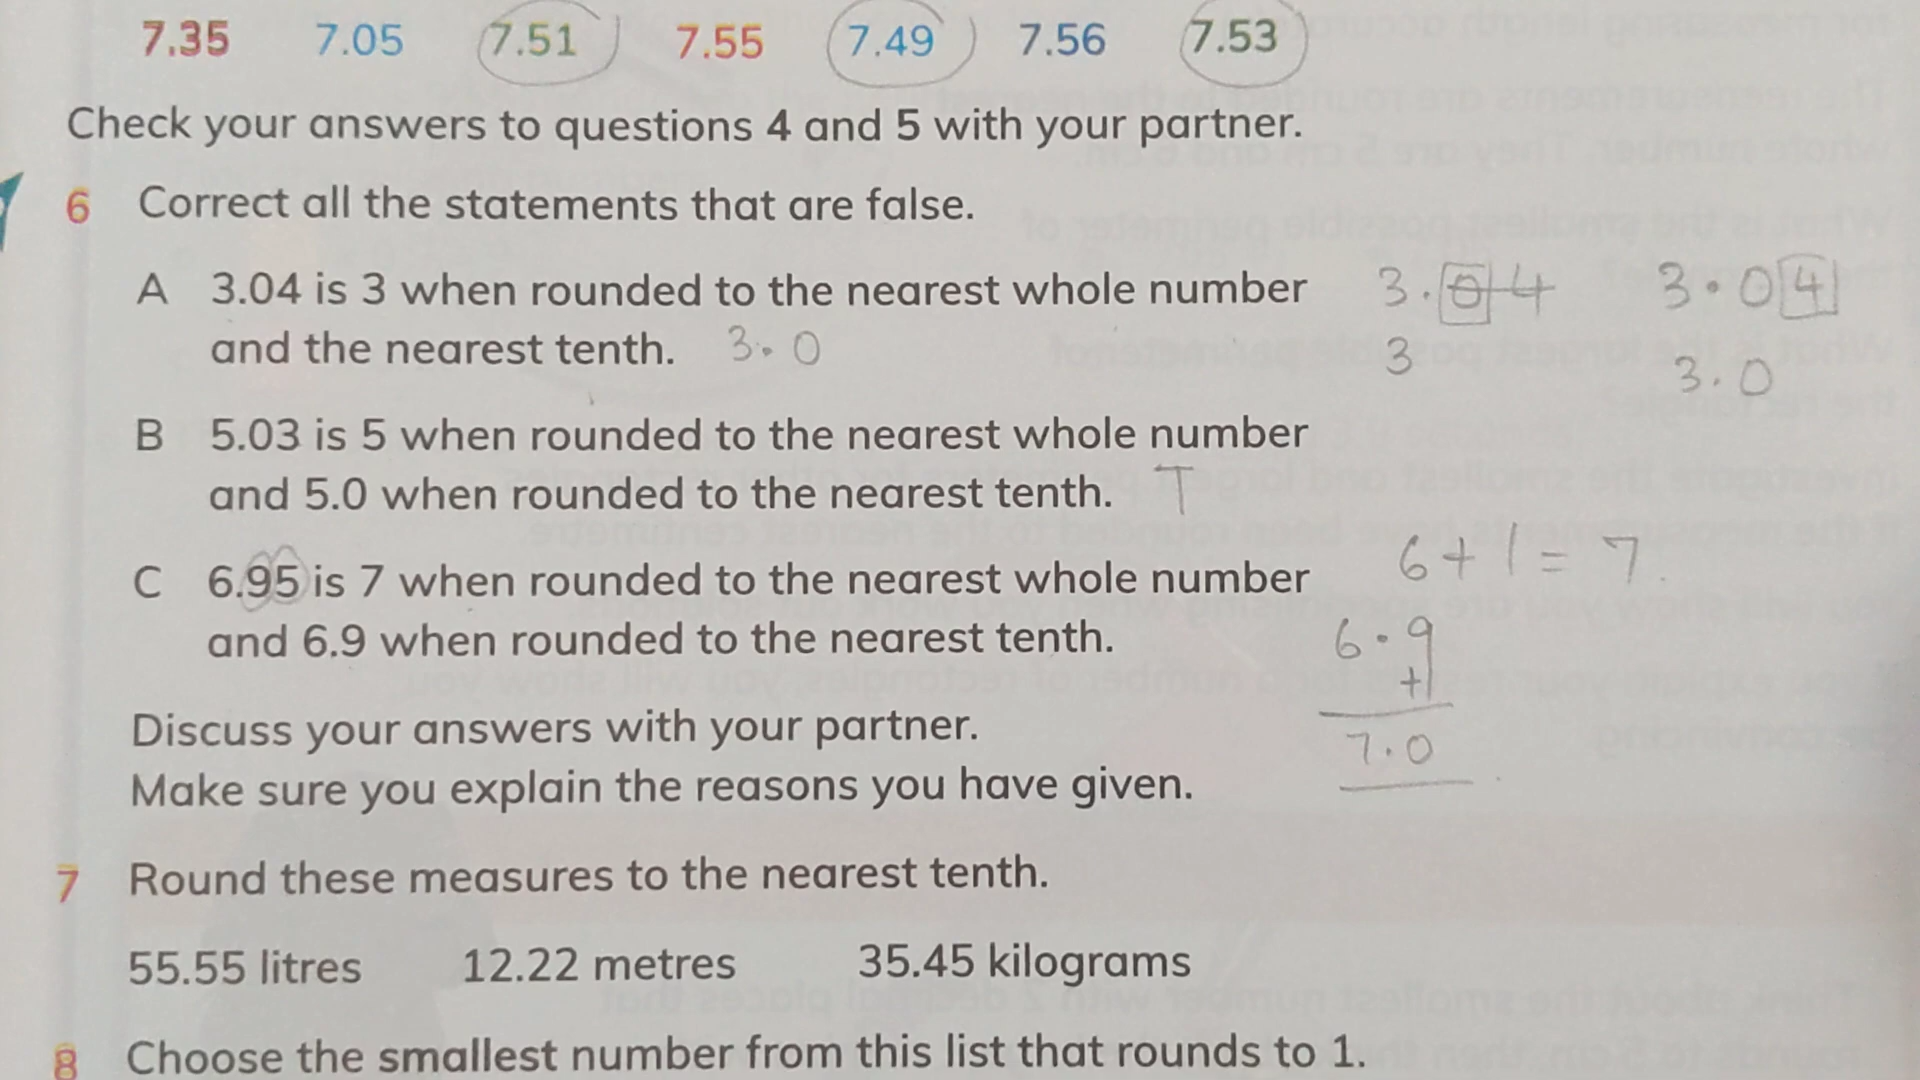 7.35 7.05 7.51 7.55 7.49 7.56 7.53
Check your answers to questions 4 and 5 with your partner.
6 Correct all the statements that are false.
A 3.04 is 3 when rounded to the nearest whole number 3.04 3.04
and the nearest tenth. 3.0 3 3.0
B 5.03 is 5 when rounded to the nearest whole number
and 5.0 when rounded to the nearest tenth. T
C 6.95 is 7 when rounded to the nearest whole number 6+1=7
and 6.9 when rounded to the nearest tenth. 6.9
+1
Discuss your answers with your partner. 7.0
Make sure you explain the reasons you have given.
7 Round these measures to the nearest tenth.
55.55 litres 12.22 metres 35.45 kilograms
8 Choose the smallest number from this list that rounds to 1.